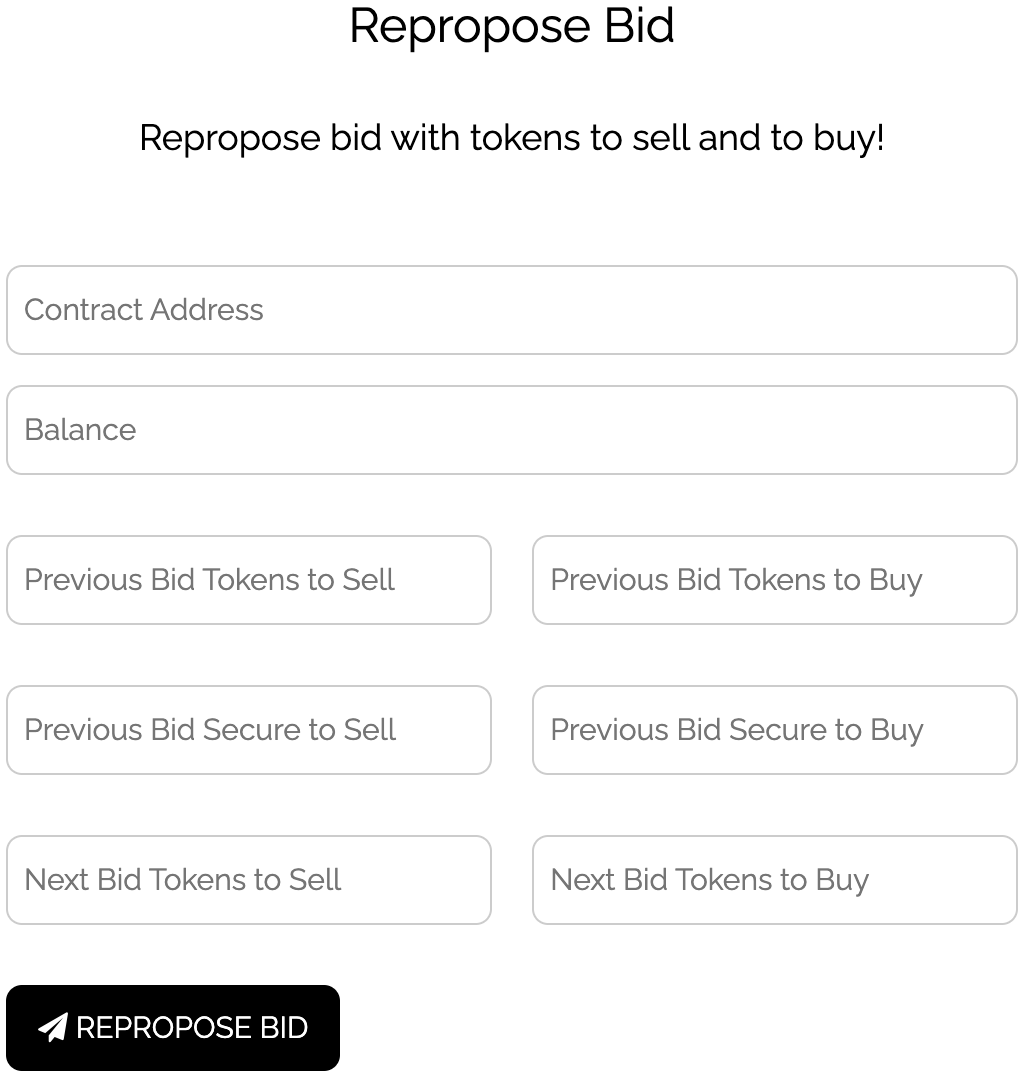 Repropose Bid
Repropose bid with tokens to sell and to buy!
Contract Address
Balance
Previous Bid Tokens to Sell
Previous Bid Tokens to Buy
Previous Bid Secure to Sell
Previous Bid Secure to Buy
Next Bid Tokens to Sell
Next Bid Tokens to Buy
REPROPOSE BID